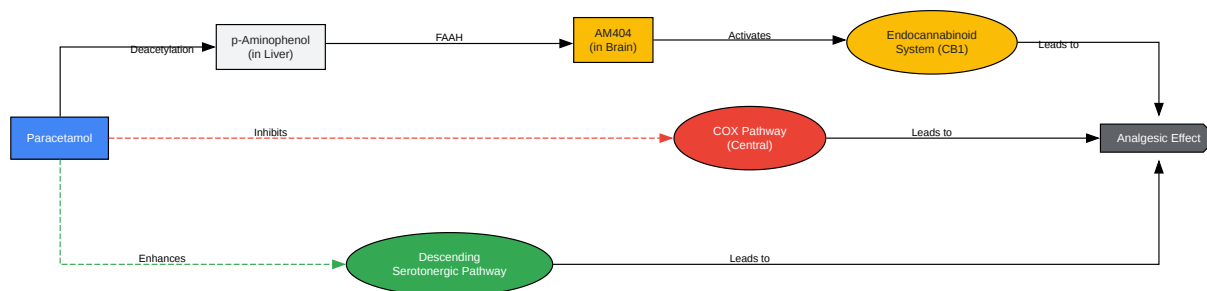 p-Aminophenol
(in Liver)
AM404
(in Brain)
Endocannabinoid
System (CB1)
Deacetylation
FAAH
Activates
Leads to
Paracetamol
Inhibits
COX Pathway
(Central)
Leads to
Analgesic Effect
Enhances
Descending
Serotonergic Pathway
Leads to